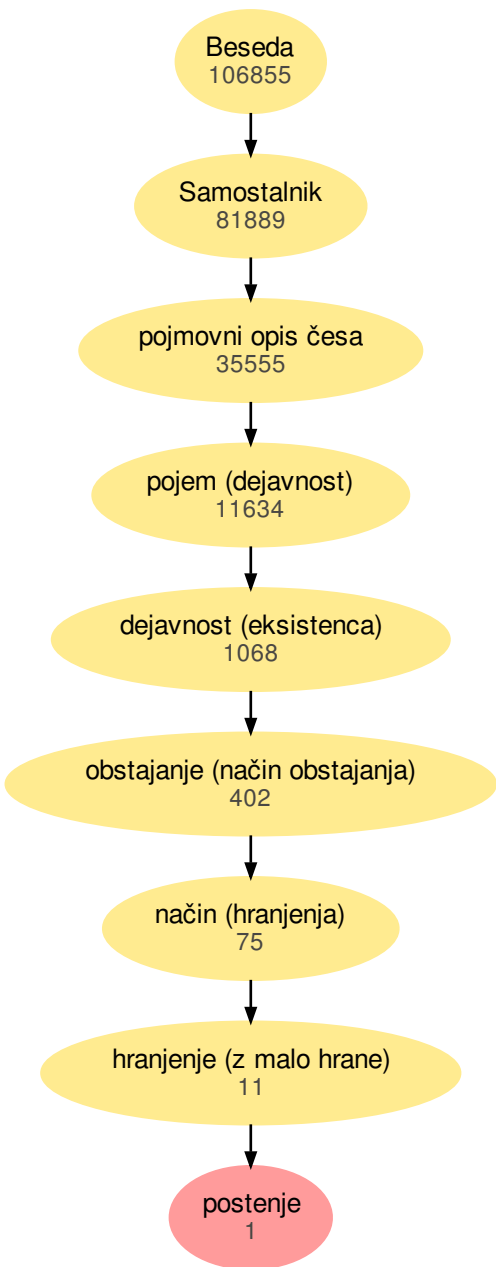 Beseda
106855
Samostalnik
81889
pojmovni opis česa
35555
pojem (dejavnost)
11634
dejavnost (eksistenca)
1068
obstajanje (način obstajanja)
402
način (hranjenja)
75
hranjenje (z malo hrane)
11
postenje
1